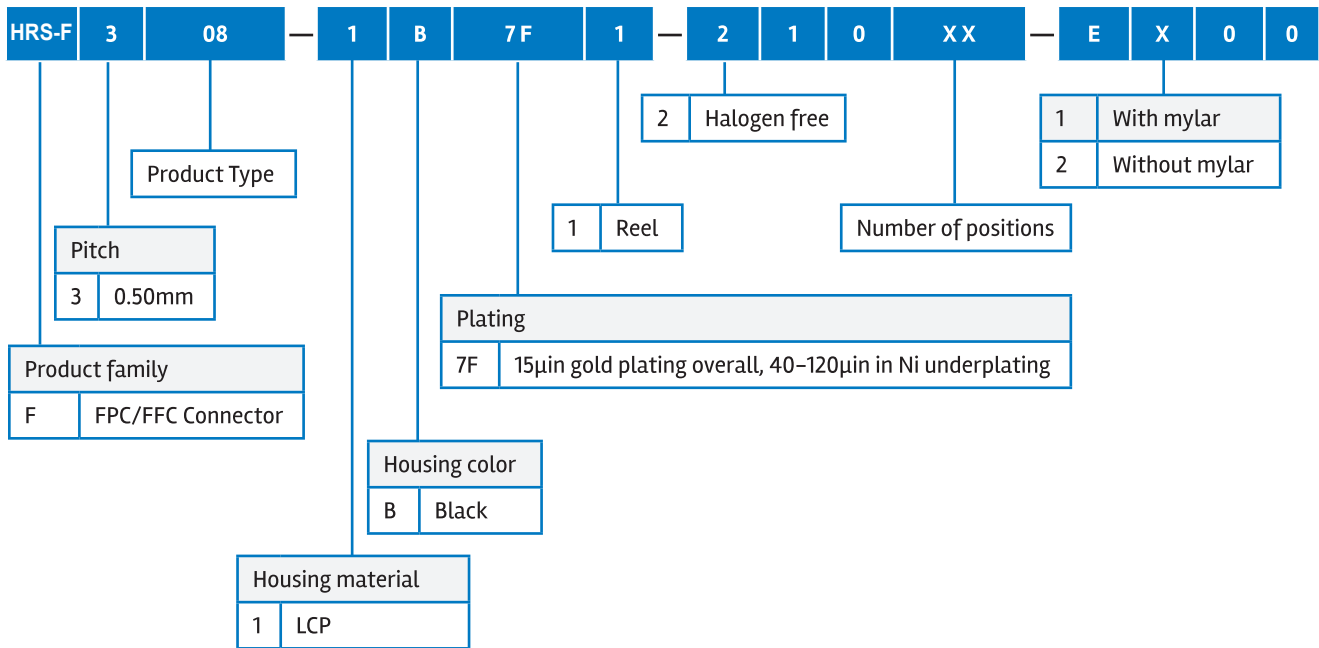 HRS-F 3 08 — 1 B 7F 1 — 2 1 0 XX — E X 0 0
2 Halogen free
1 With mylar
2 Without mylar
Product Type
1 Reel
Number of positions
Pitch
3 0.50mm
Plating
7F 15μin gold plating overall, 40-120μin in Ni underplating
Product family
F FPC/FFC Connector
Housing color
B Black
Housing material
1 LCP